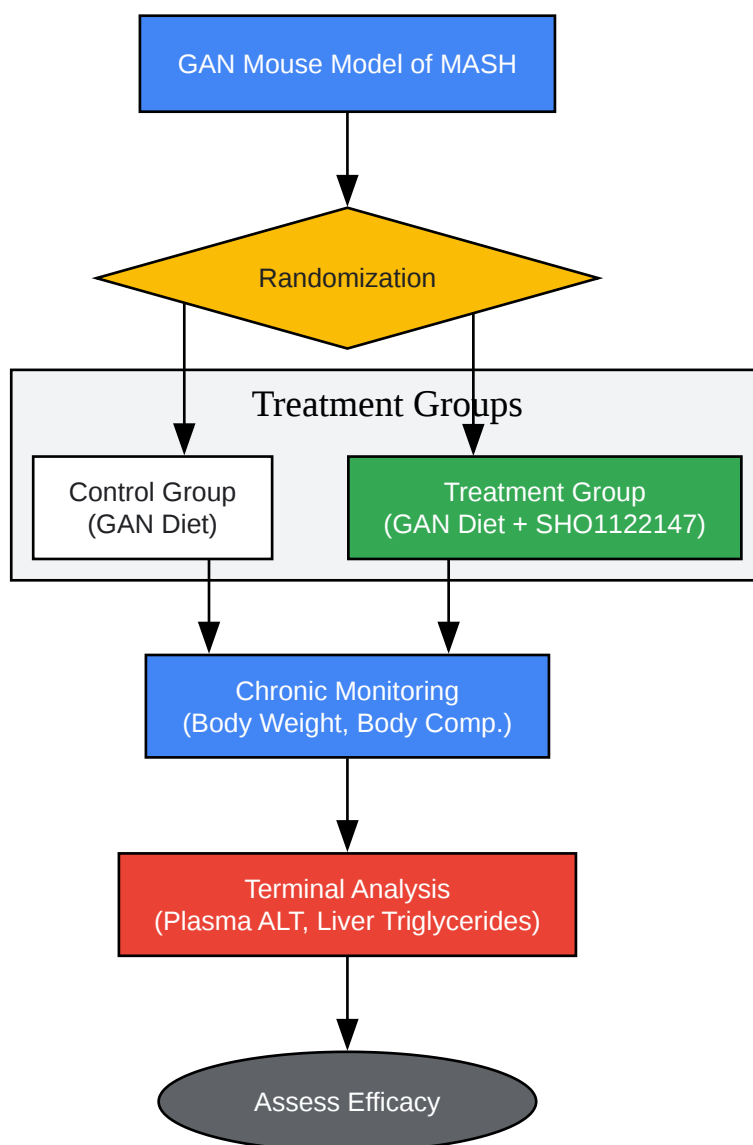 GAN Mouse Model of MASH
Randomization
Treatment Groups
Control Group
(GAN Diet)
Treatment Group
(GAN Diet + SHO1122147)
Chronic Monitoring
(Body Weight, Body Comp.)
Terminal Analysis
(Plasma ALT, Liver Triglycerides)
Assess Efficacy